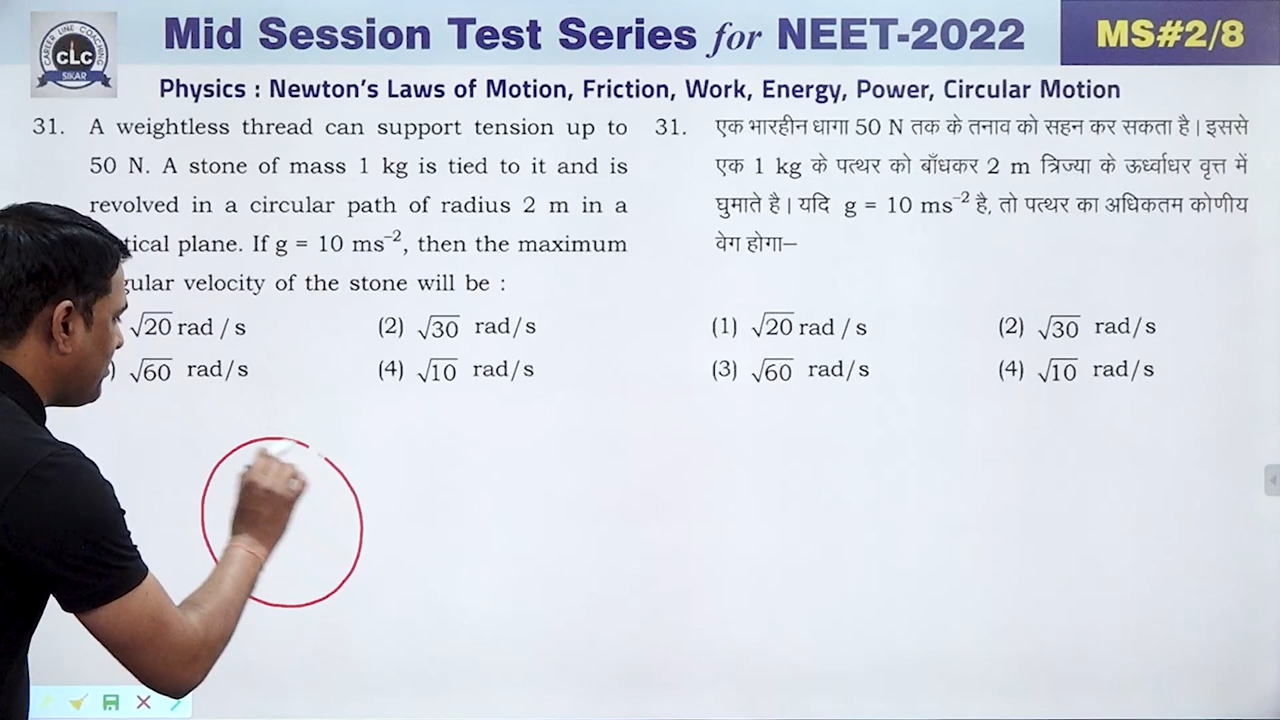 CAREER LINE COACHING
CLC
SIKAR
Mid Session Test Series for NEET-2022
MS#2/8
Physics : Newton's Laws of Motion, Friction, Work, Energy, Power, Circular Motion
31. A weightless thread can support tension up to
50 N. A stone of mass 1 kg is tied to it and is
revolved in a circular path of radius 2 m in a
tical plane. If g = 10 ms⁻², then the maximum
gular velocity of the stone will be :
√20 rad / s (2) √30 rad/s
) √60 rad/s (4) √10 rad/s
31. एक भारहीन धागा 50 N तक के तनाव को सहन कर सकता है। इससे
एक 1 kg के पत्थर को बाँधकर 2 m त्रिज्या के ऊर्ध्वाधर वृत्त में
घुमाते है। यदि g = 10 ms⁻² है, तो पत्थर का अधिकतम कोणीय
वेग होगा–
(1) √20 rad / s (2) √30 rad/s
(3) √60 rad/s (4) √10 rad/s